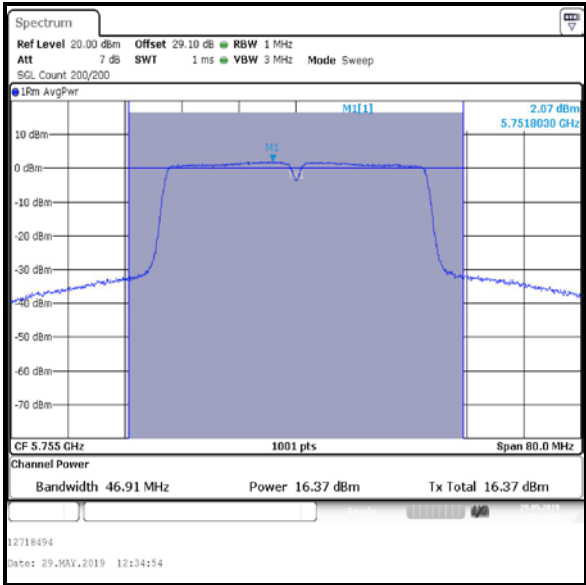 Spectrum
Ref Level 20.00 dBm Offset 29.10 dB RBW 1 MHz
Att 7 dB SWT 1 ms VBW 3 MHz Mode Sweep
SGL Count 200/200
1Rm AvgPwr
M1[1] 2.07 dBm
5.7518030 GHz
10 dBm
M1
0 dBm
-10 dBm
-20 dBm
-30 dBm
-40 dBm
-50 dBm
-60 dBm
-70 dBm
CF 5.755 GHz 1001 pts Span 80.0 MHz
Channel Power
Bandwidth 46.91 MHz Power 16.37 dBm Tx Total 16.37 dBm
12718494
Date: 29.MAY.2019 12:34:54